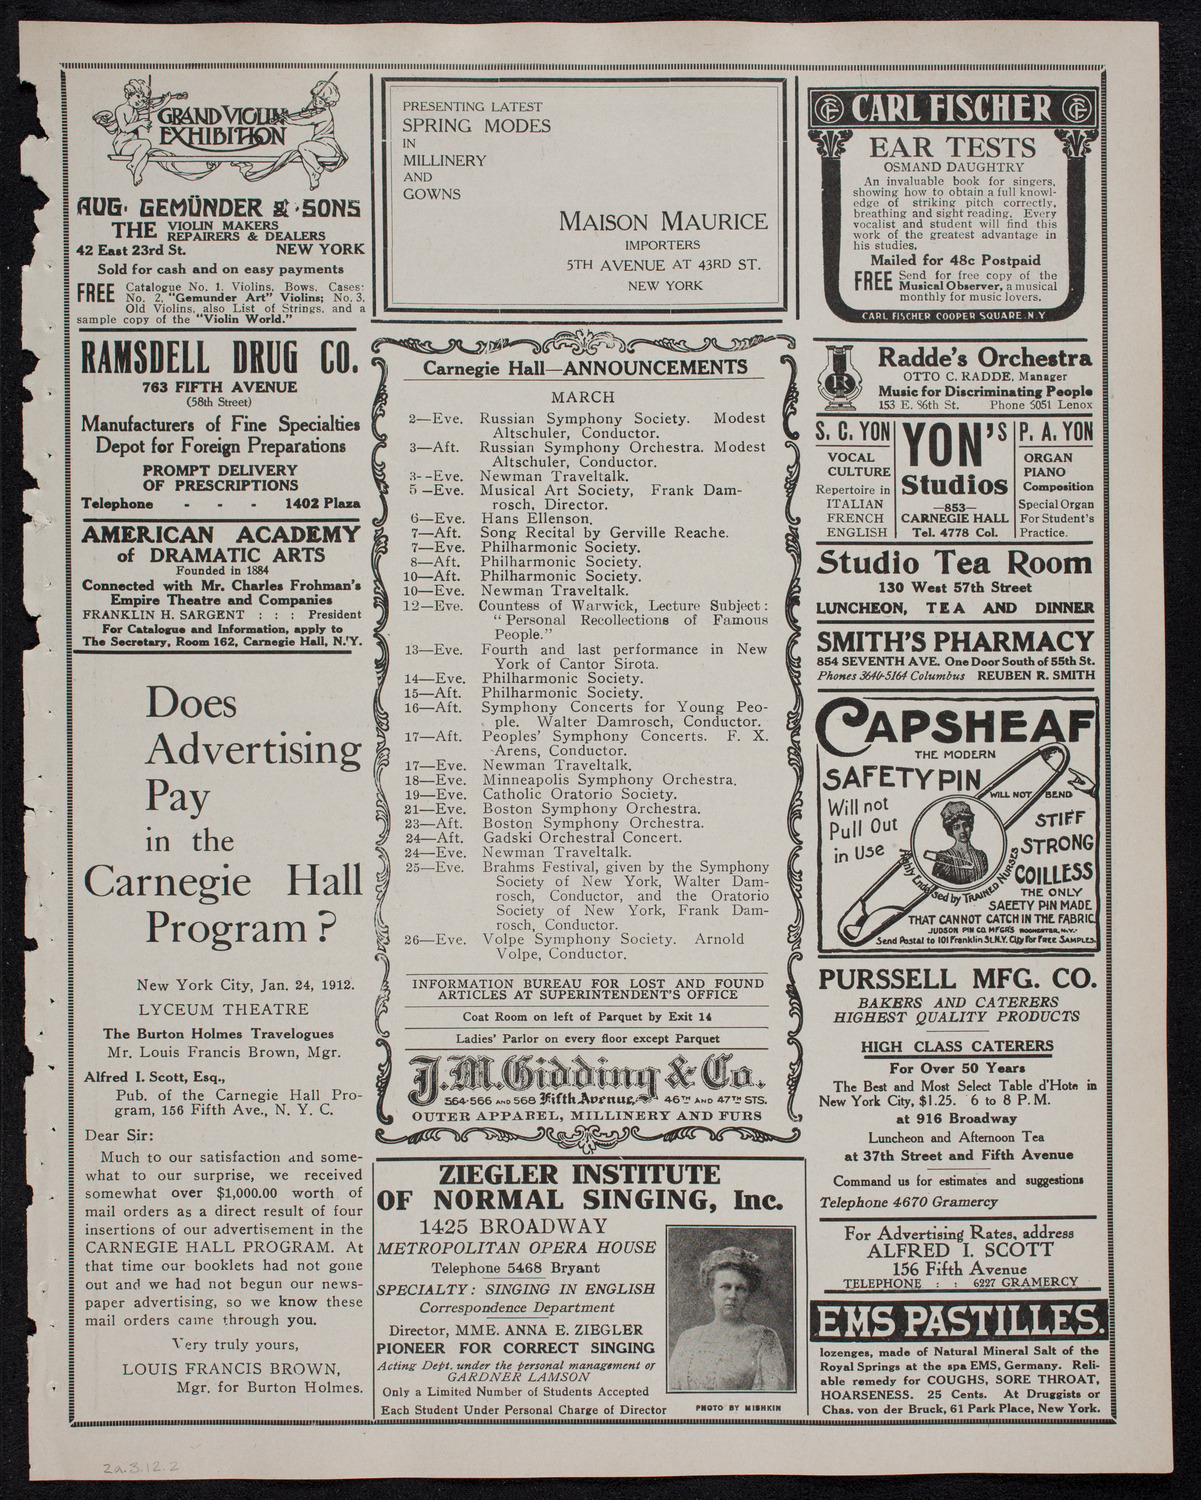 GRAND VIOLIN
EXHIBITION
AUG. GEMÜNDER & SONS
THE VIOLIN MAKERS
REPAIRERS & DEALERS
42 East 23rd St. NEW YORK
Sold for cash and on easy payments
FREE Catalogue No. 1. Violins, Bows, Cases:
No. 2, "Gemunder Art" Violins; No. 3,
Old Violins, also List of Strings, and a
sample copy of the "Violin World."
RAMSDELL DRUG CO.
763 FIFTH AVENUE
(58th Street)
Manufacturers of Fine Specialties
Depot for Foreign Preparations
PROMPT DELIVERY
OF PRESCRIPTIONS
Telephone - - - 1402 Plaza
AMERICAN ACADEMY
of DRAMATIC ARTS
Founded in 1884
Connected with Mr. Charles Frohman's
Empire Theatre and Companies
FRANKLIN H. SARGENT : : : President
For Catalogue and Information, apply to
The Secretary, Room 162, Carnegie Hall, N.Y.
Does
Advertising
Pay
in the
Carnegie Hall
Program?
New York City, Jan. 24, 1912.
LYCEUM THEATRE
The Burton Holmes Travelogues
Mr. Louis Francis Brown, Mgr.
Alfred I. Scott, Esq.,
Pub. of the Carnegie Hall Pro-
gram, 156 Fifth Ave., N. Y. C.
Dear Sir:
Much to our satisfaction and some-
what to our surprise, we received
somewhat over $1,000.00 worth of
mail orders as a direct result of four
insertions of our advertisement in the
CARNEGIE HALL PROGRAM. At
that time our booklets had not gone
out and we had not begun our news-
paper advertising, so we know these
mail orders came through you.
Very truly yours,
LOUIS FRANCIS BROWN,
Mgr. for Burton Holmes.
PRESENTING LATEST
SPRING MODES
IN
MILLINERY
AND
GOWNS
MAISON MAURICE
IMPORTERS
5TH AVENUE AT 43RD ST.
NEW YORK
Carnegie Hall—ANNOUNCEMENTS
MARCH
2—Eve. Russian Symphony Society. Modest
Altschuler, Conductor.
3—Aft. Russian Symphony Orchestra. Modest
Altschuler, Conductor.
3--Eve. Newman Traveltalk.
5—Eve. Musical Art Society, Frank Dam-
rosch, Director.
6—Eve. Hans Ellenson.
7—Aft. Song Recital by Gerville Reache.
7—Eve. Philharmonic Society.
8—Aft. Philharmonic Society.
10—Aft. Philharmonic Society.
10—Eve. Newman Traveltalk.
12—Eve. Countess of Warwick, Lecture Subject:
"Personal Recollections of Famous
People."
13—Eve. Fourth and last performance in New
York of Cantor Sirota.
14—Eve. Philharmonic Society.
15—Aft. Philharmonic Society.
16—Aft. Symphony Concerts for Young Peo-
ple. Walter Damrosch, Conductor.
17—Aft. Peoples' Symphony Concerts. F. X.
Arens, Conductor.
17—Eve. Newman Traveltalk.
18—Eve. Minneapolis Symphony Orchestra.
19—Eve. Catholic Oratorio Society.
21—Eve. Boston Symphony Orchestra.
23—Aft. Boston Symphony Orchestra.
24—Aft. Gadski Orchestral Concert.
24—Eve. Newman Traveltalk.
25—Eve. Brahms Festival, given by the Symphony
Society of New York, Walter Dam-
rosch, Conductor, and the Oratorio
Society of New York, Frank Dam-
rosch, Conductor.
26—Eve. Volpe Symphony Society. Arnold
Volpe, Conductor.
INFORMATION BUREAU FOR LOST AND FOUND
ARTICLES AT SUPERINTENDENT'S OFFICE
Coat Room on left of Parquet by Exit 14
Ladies' Parlor on every floor except Parquet
J. M. Gidding & Co.
564-566 AND 568 Fifth Avenue, 46TH AND 47TH STS.
OUTER APPAREL, MILLINERY AND FURS
ZIEGLER INSTITUTE
OF NORMAL SINGING, Inc.
1425 BROADWAY
METROPOLITAN OPERA HOUSE
Telephone 5468 Bryant
SPECIALTY: SINGING IN ENGLISH
Correspondence Department
Director, MME. ANNA E. ZIEGLER
PIONEER FOR CORRECT SINGING
Acting Dept. under the personal management of
GARDNER LAMSON
Only a Limited Number of Students Accepted
Each Student Under Personal Charge of Director
PHOTO BY MISHKIN
CF CARL FISCHER CF
EAR TESTS
OSMAND DAUGHTRY
An invaluable book for singers,
showing how to obtain a full knowl-
edge of striking pitch correctly,
breathing and sight reading. Every
vocalist and student will find this
work of the greatest advantage in
his studies.
Mailed for 48c Postpaid
FREE Send for free copy of the
Musical Observer, a musical
monthly for music lovers.
CARL FISCHER COOPER SQUARE. N.Y
R
Radde's Orchestra
OTTO C. RADDE, Manager
Music for Discriminating People
153 E. 86th St. Phone 5051 Lenox
S. C. YON
VOCAL
CULTURE
Repertoire in
ITALIAN
FRENCH
ENGLISH
YON'S
Studios
—853—
CARNEGIE HALL
Tel. 4778 Col.
P. A. YON
ORGAN
PIANO
Composition
Special Organ
For Student's
Practice.
Studio Tea Room
130 West 57th Street
LUNCHEON, TEA AND DINNER
SMITH'S PHARMACY
854 SEVENTH AVE. One Door South of 55th St.
Phones 3640-5164 Columbus REUBEN R. SMITH
CAPSHEAF
THE MODERN
SAFETY PIN
WILL NOT BEND
Will not
Pull Out
in Use
STIFF
STRONG
COILLESS
Highly Endorsed by TRAINED NURSES
THE ONLY
SAFETY PIN MADE
THAT CANNOT CATCH IN THE FABRIC
JUDSON PIN CO. MFGRS ROCHESTER, N.Y.
Send Postal to 101 Franklin St. N.Y. City for FREE SAMPLES.
PURSSELL MFG. CO.
BAKERS AND CATERERS
HIGHEST QUALITY PRODUCTS
HIGH CLASS CATERERS
For Over 50 Years
The Best and Most Select Table d'Hote in
New York City, $1.25. 6 to 8 P. M.
at 916 Broadway
Luncheon and Afternoon Tea
at 37th Street and Fifth Avenue
Command us for estimates and suggestions
Telephone 4670 Gramercy
For Advertising Rates, address
ALFRED I. SCOTT
156 Fifth Avenue
TELEPHONE : : 6227 GRAMERCY
EMS PASTILLES.
lozenges, made of Natural Mineral Salt of the
Royal Springs at the spa EMS, Germany. Reli-
able remedy for COUGHS, SORE THROAT,
HOARSENESS. 25 Cents. At Druggists or
Chas. von der Bruck, 61 Park Place, New York.
2a.3.12.2